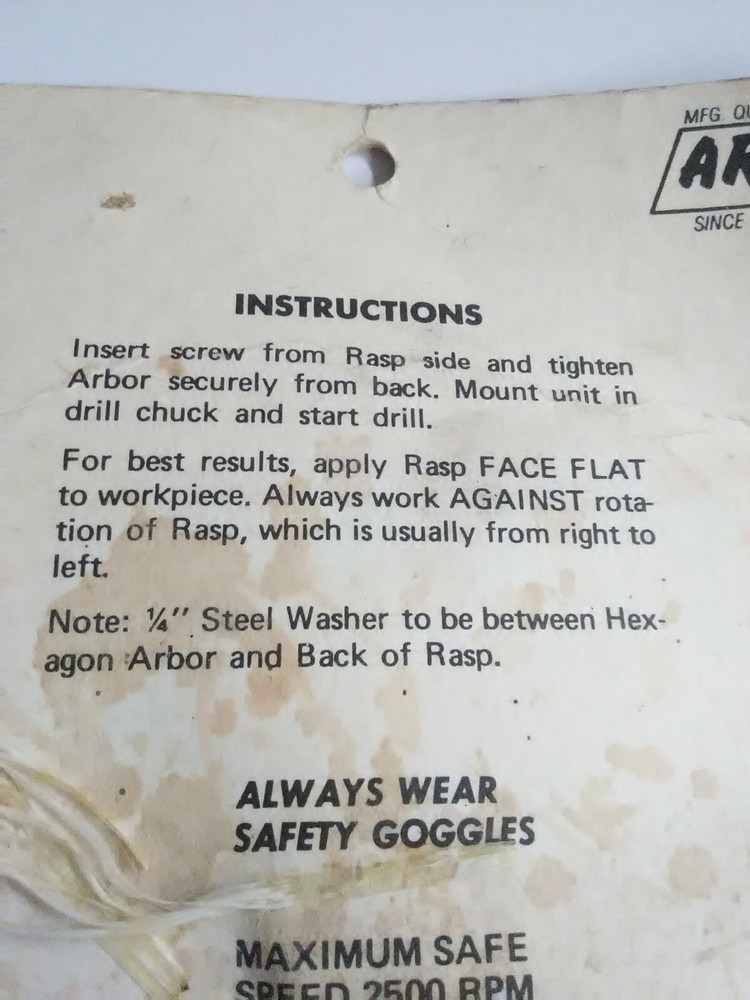 MFG.
SINCE
INSTRUCTIONS
Insert screw from Rasp side and tighten
Arbor securely from back. Mount unit in
drill chuck and start drill.
For best results, apply Rasp FACE FLAT
to workpiece. Always work AGAINST rota-
tion of Rasp, which is usually from right to
left.
Note: ¼" Steel Washer to be between Hex-
agon Arbor and Back of Rasp.
ALWAYS WEAR
SAFETY GOGGLES
MAXIMUM SAFE
SPEED 2500 RPM